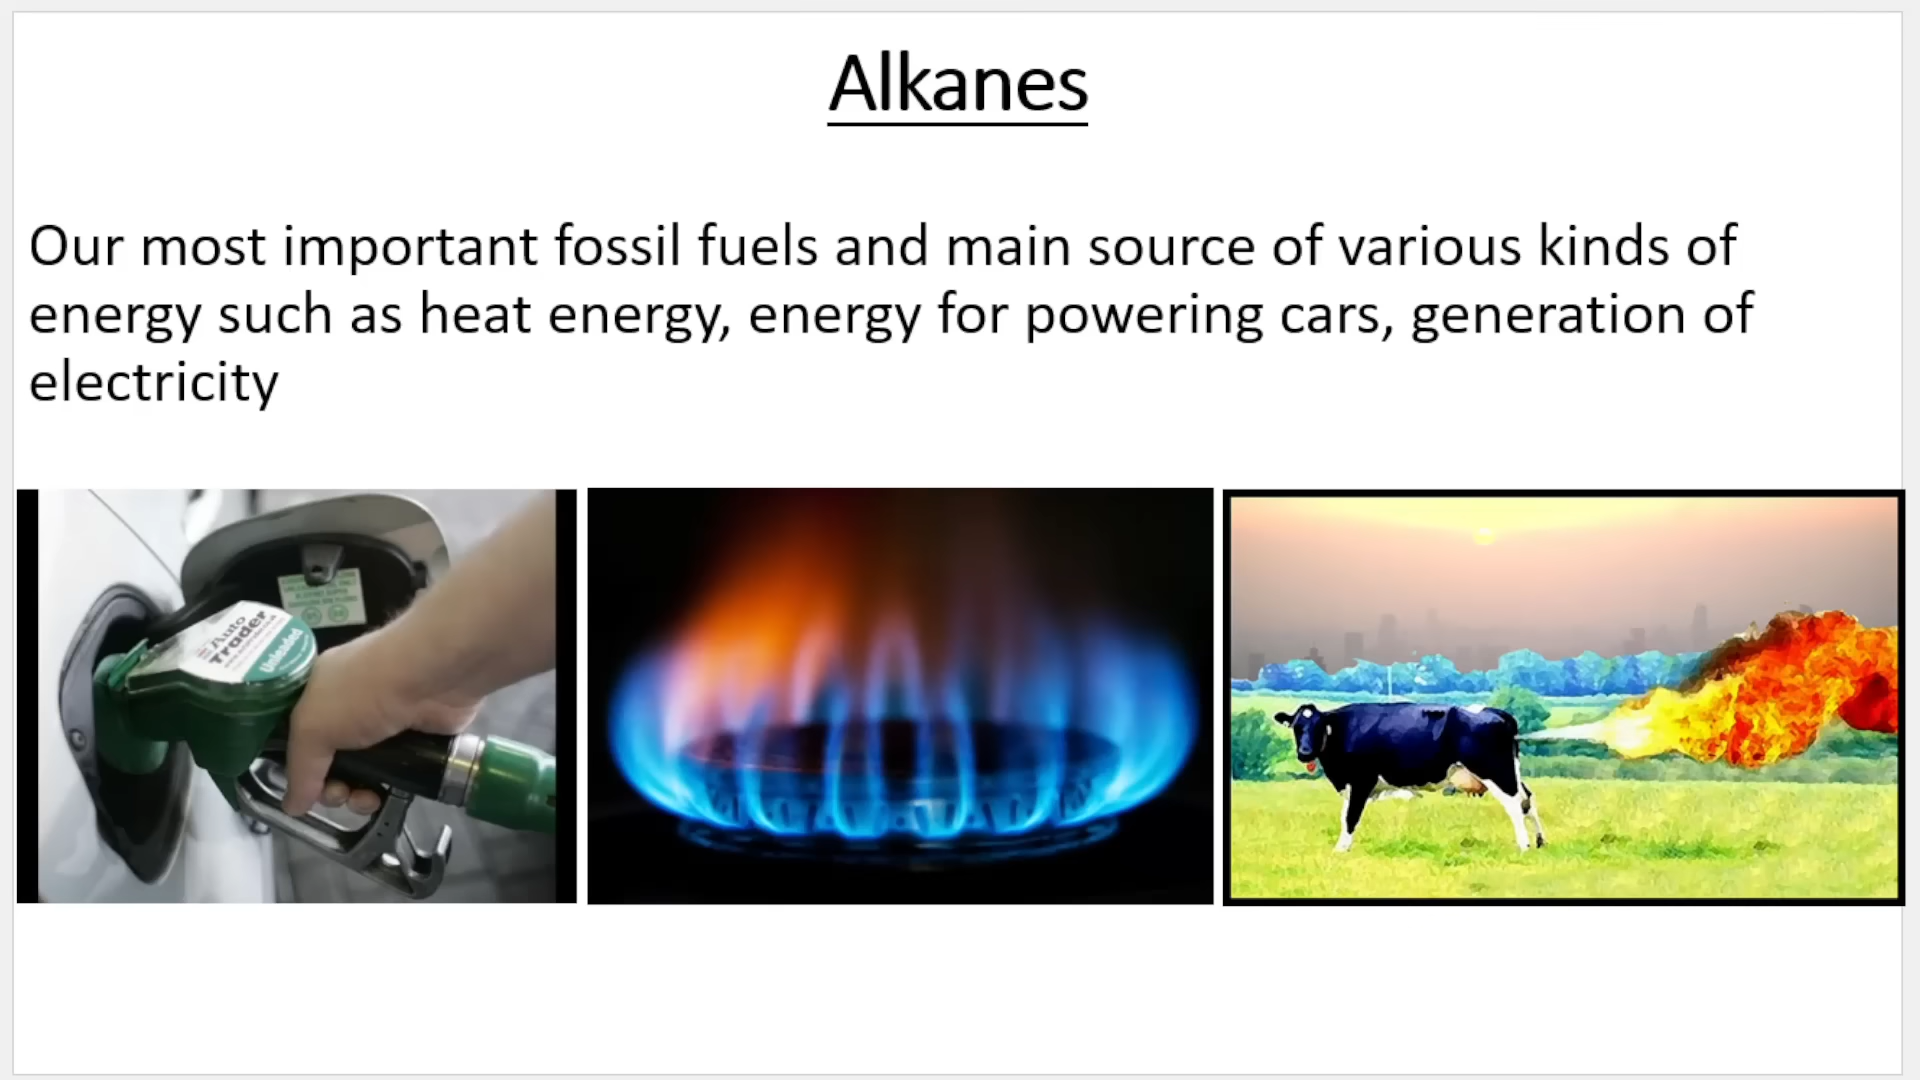 Alkanes
Our most important fossil fuels and main source of various kinds of
energy such as heat energy, energy for powering cars, generation of
electricity
Auto
Trader
Unleaded